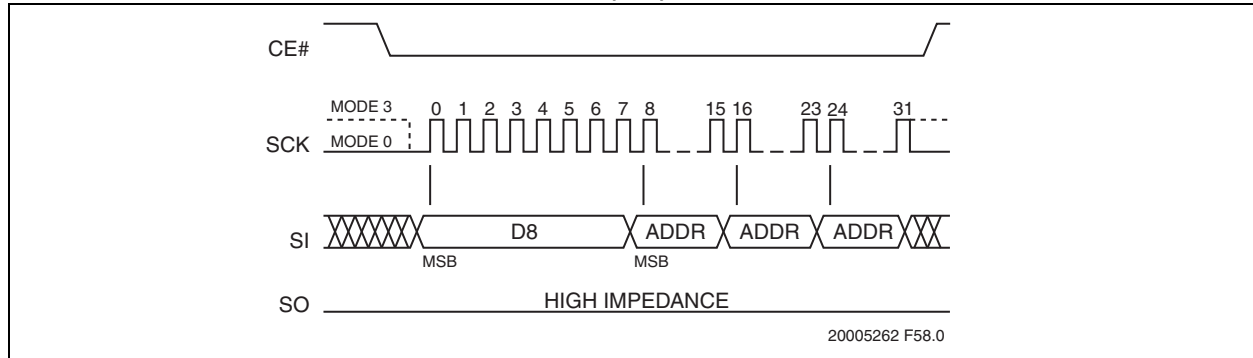 CE#
MODE 3 0 1 2 3 4 5 6 7 8 15 16 23 24 31
SCK MODE 0
SI D8 ADDR ADDR ADDR
MSB MSB
SO HIGH IMPEDANCE
20005262 F58.0